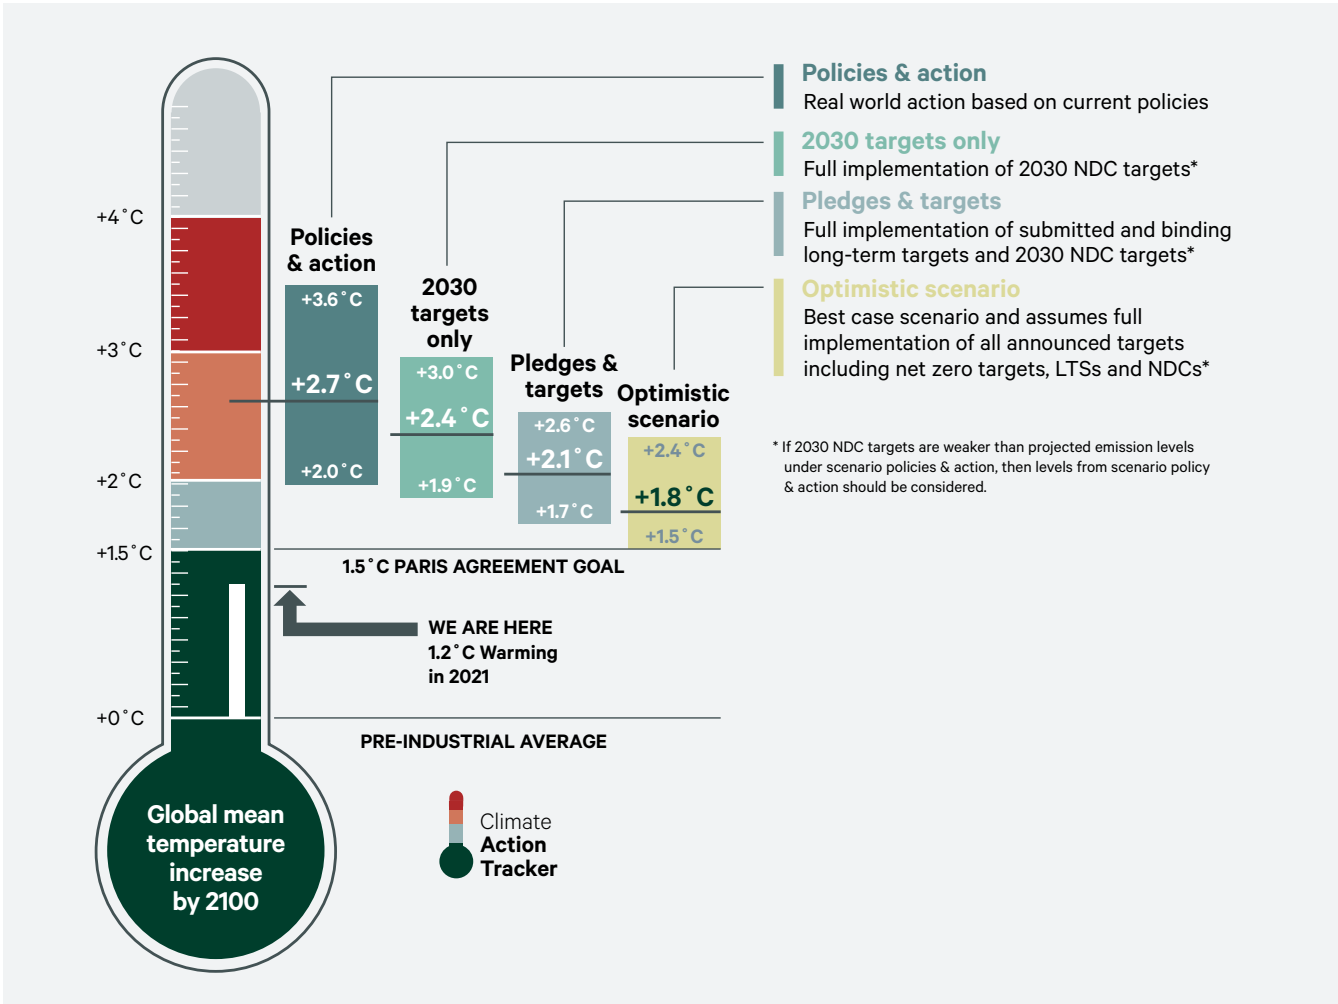 Policies & action
Real world action based on current policies
2030 targets only
Full implementation of 2030 NDC targets*
Pledges & targets
Full implementation of submitted and binding
long-term targets and 2030 NDC targets*
Optimistic scenario
Best case scenario and assumes full
implementation of all announced targets
including net zero targets, LTSs and NDCs*
* If 2030 NDC targets are weaker than projected emission levels
under scenario policies & action, then levels from scenario policy
& action should be considered.
+4˚C
+3˚C
+2˚C
+1.5˚C
+0˚C
Policies
& action
+3.6˚C
+2.7˚C
+2.0˚C
2030
targets
only
+3.0˚C
+2.4˚C
+1.9˚C
Pledges &
targets
+2.6˚C
+2.1˚C
+1.7˚C
Optimistic
scenario
+2.4˚C
+1.8˚C
+1.5˚C
1.5˚C PARIS AGREEMENT GOAL
WE ARE HERE
1.2˚C Warming
in 2021
PRE-INDUSTRIAL AVERAGE
Global mean
temperature
increase
by 2100
Climate
Action
Tracker